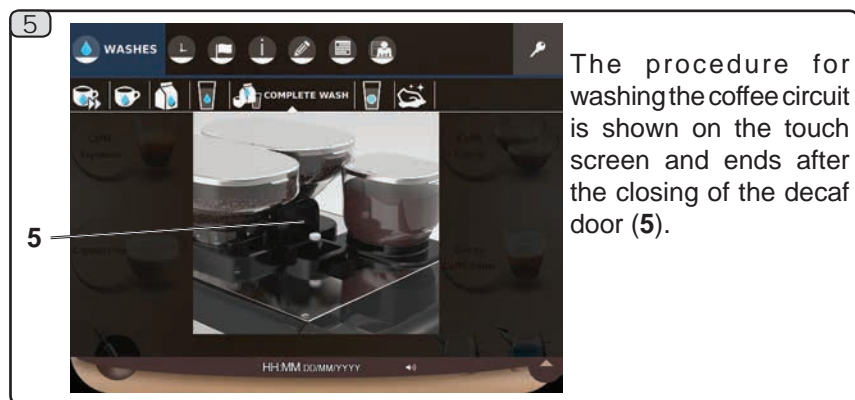 5
WASHES
COMPLETE WASH
5
HH:MM DD/MM/YYYY
The procedure for
washing the coffee circuit
is shown on the touch
screen and ends after
the closing of the decaf
door (5).